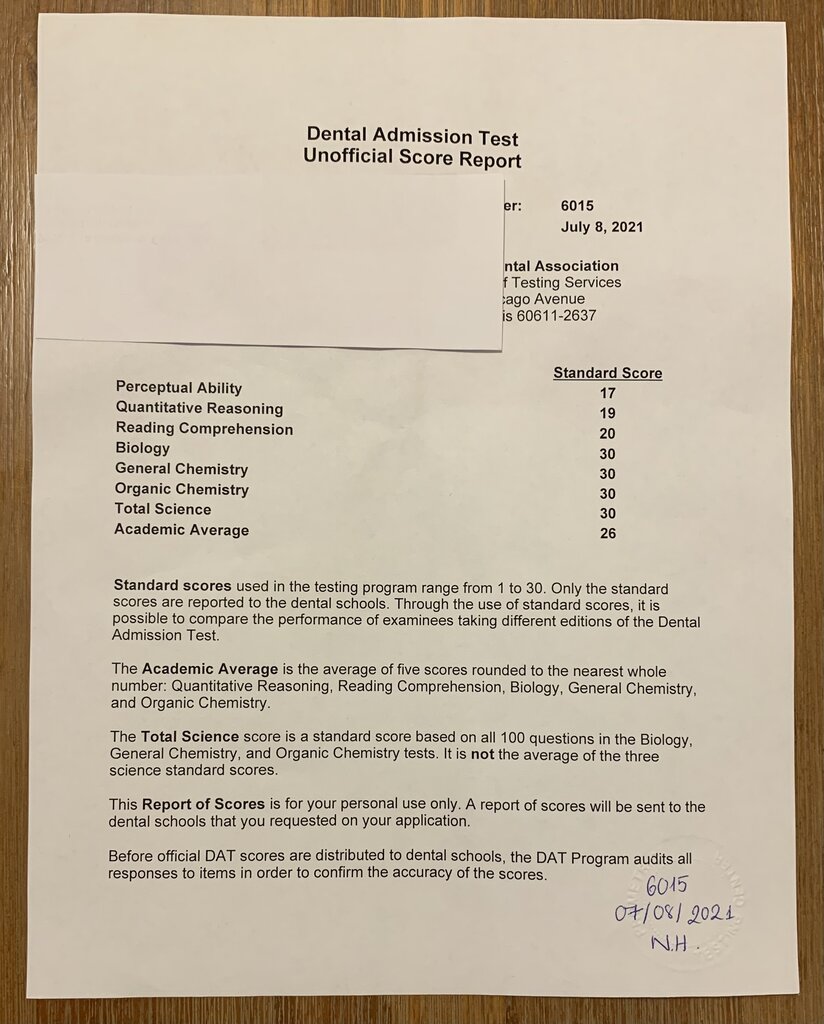 Dental Admission Test
Unofficial Score Report
er: 6015
July 8, 2021
ntal Association
f Testing Services
cago Avenue
is 60611-2637
Standard Score
Perceptual Ability 17
Quantitative Reasoning 19
Reading Comprehension 20
Biology 30
General Chemistry 30
Organic Chemistry 30
Total Science 30
Academic Average 26
Standard scores used in the testing program range from 1 to 30. Only the standard
scores are reported to the dental schools. Through the use of standard scores, it is
possible to compare the performance of examinees taking different editions of the Dental
Admission Test.
The Academic Average is the average of five scores rounded to the nearest whole
number: Quantitative Reasoning, Reading Comprehension, Biology, General Chemistry,
and Organic Chemistry.
The Total Science score is a standard score based on all 100 questions in the Biology,
General Chemistry, and Organic Chemistry tests. It is not the average of the three
science standard scores.
This Report of Scores is for your personal use only. A report of scores will be sent to the
dental schools that you requested on your application.
Before official DAT scores are distributed to dental schools, the DAT Program audits all
responses to items in order to confirm the accuracy of the scores.
6015
07/08/2021
N.H.